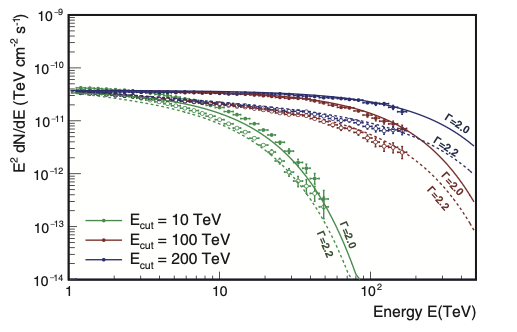 E² dN/dE (TeV cm⁻² s⁻¹)
10⁻⁹
10⁻¹⁰
10⁻¹¹
10⁻¹²
10⁻¹³
10⁻¹⁴
Γ=2.0
Γ=2.2
Γ=2.0
Γ=2.2
Γ=2.0
Γ=2.2
E_cut = 10 TeV
E_cut = 100 TeV
E_cut = 200 TeV
1
10
10²
Energy E(TeV)